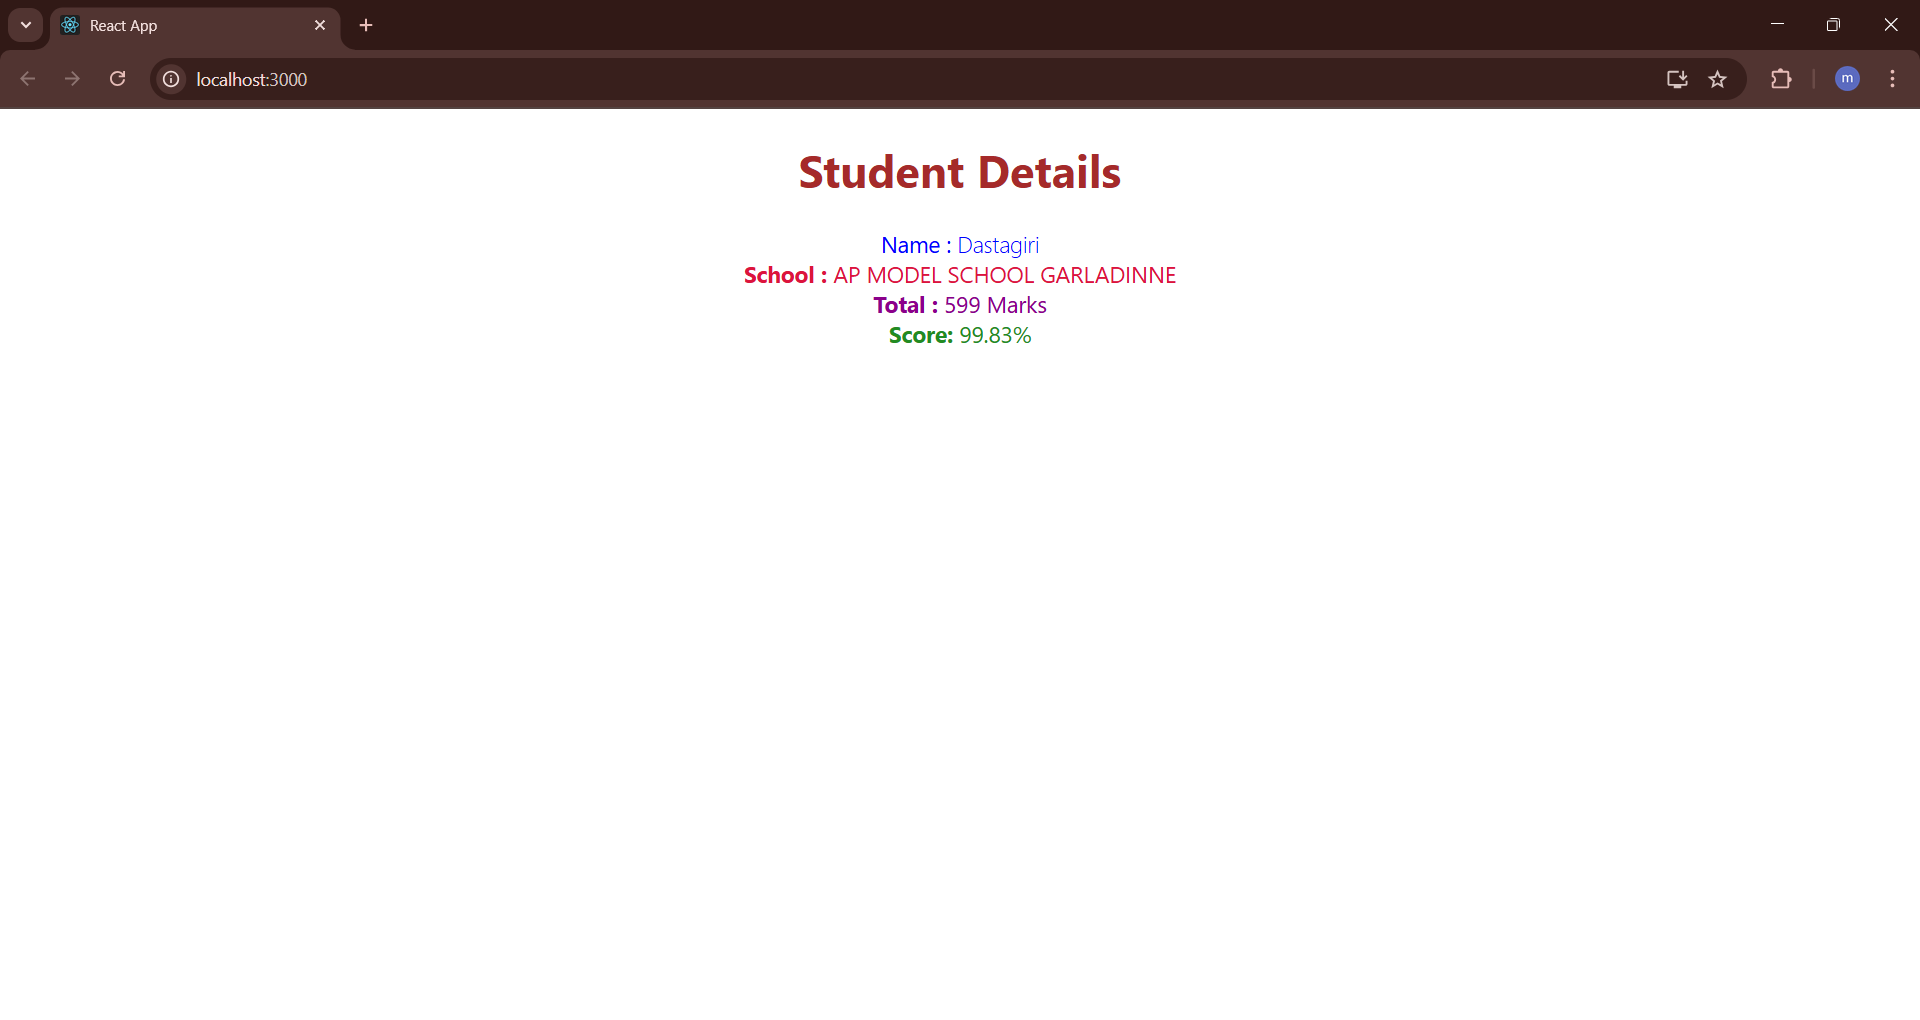 React App
localhost:3000
m
Student Details
Name : Dastagiri
School : AP MODEL SCHOOL GARLADINNE
Total : 599 Marks
Score: 99.83%